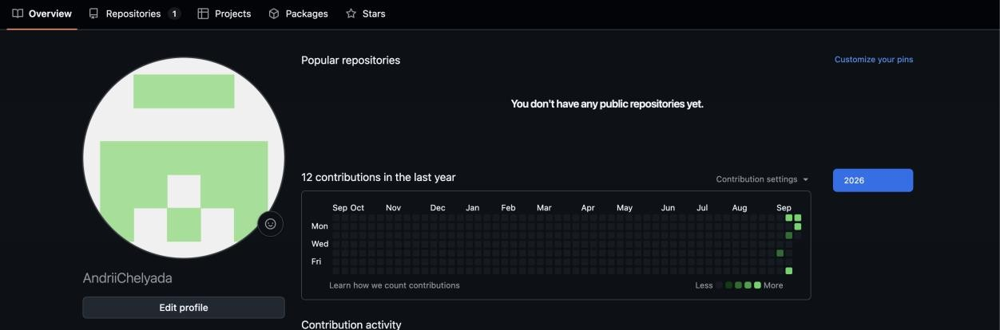 Overview Repositories 1 Projects Packages Stars
Popular repositories
Customize your pins
You don't have any public repositories yet.
12 contributions in the last year
Contribution settings
2026
Sep Oct Nov Dec Jan Feb Mar Apr May Jun Jul Aug Sep
Mon
Wed
Fri
Learn how we count contributions
Less More
AndriiChelyada
Edit profile
Contribution activity